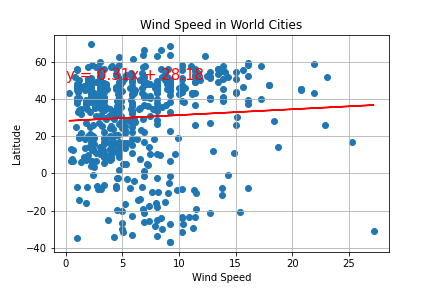 Wind Speed in World Cities
60
40
20
0
−20
−40
Latitude
y = 0.31x + 28.18
0 5 10 15 20 25
Wind Speed